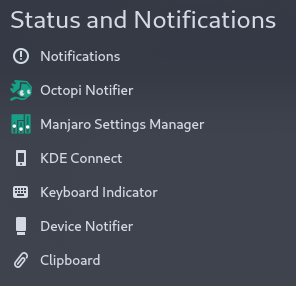 Status and Notifications
Notifications
Octopi Notifier
Manjaro Settings Manager
KDE Connect
Keyboard Indicator
Device Notifier
Clipboard